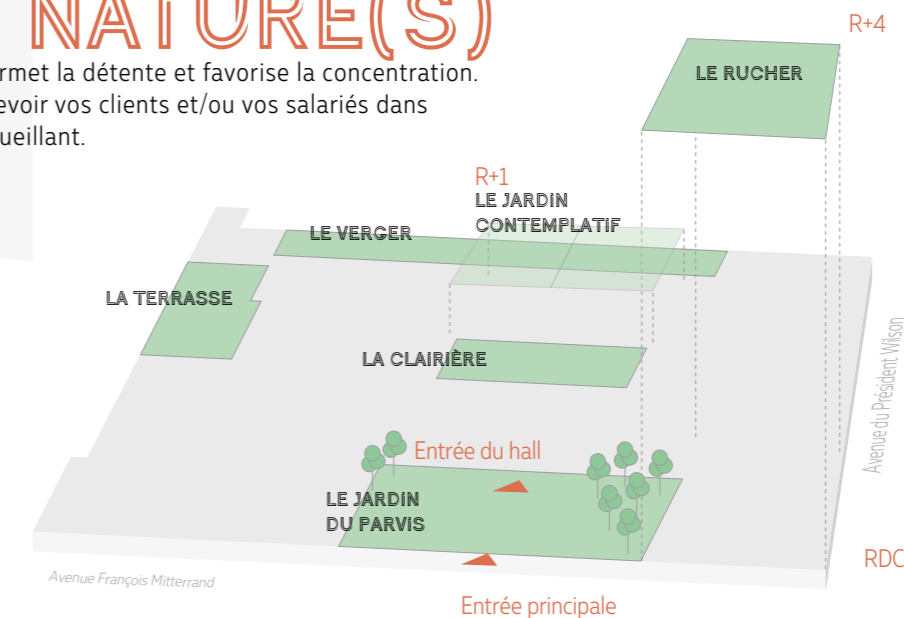 NATURE(S)
rmet la détente et favorise la concentration.
evoir vos clients et/ou vos salariés dans
ueillant.
R+4
LE RUCHER
R+1
LE JARDIN
CONTEMPLATIF
LE VERGER
LA TERRASSE
LA CLAIRIÈRE
Avenue du Président Wilson
Entrée du hall
LE JARDIN
DU PARVIS
RDC
Avenue François Mitterrand
Entrée principale